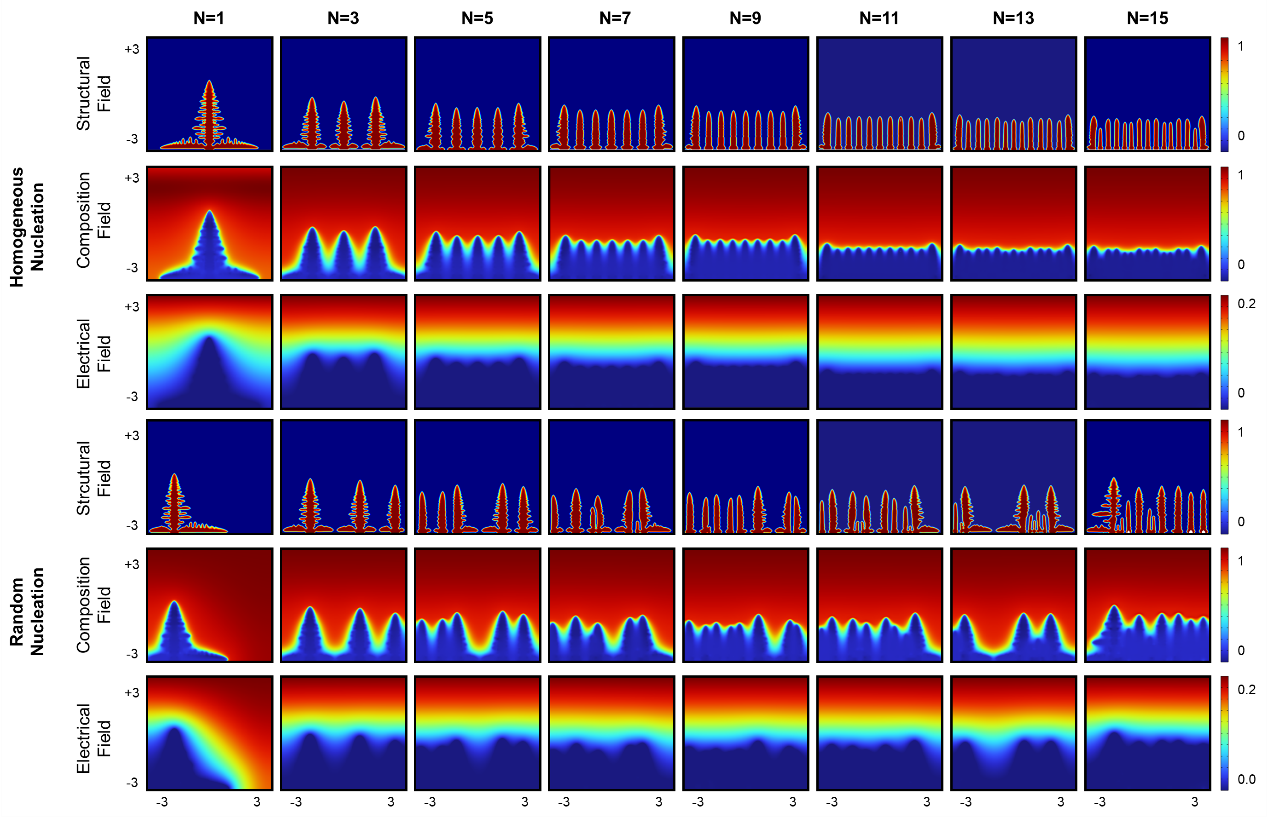 N=1 N=3 N=5 N=7 N=9 N=11 N=13 N=15
Homogeneous
Nucleation
Structural
Field
+3
-3
1
0
Composition
Field
+3
-3
1
0
Electrical
Field
+3
-3
0.2
0
Random
Nucleation
Strcutural
Field
+3
-3
1
0
Composition
Field
+3
-3
1
0
Electrical
Field
+3
-3
0.2
0.0
-3 3 -3 3 -3 3 -3 3 -3 3 -3 3 -3 3 -3 3